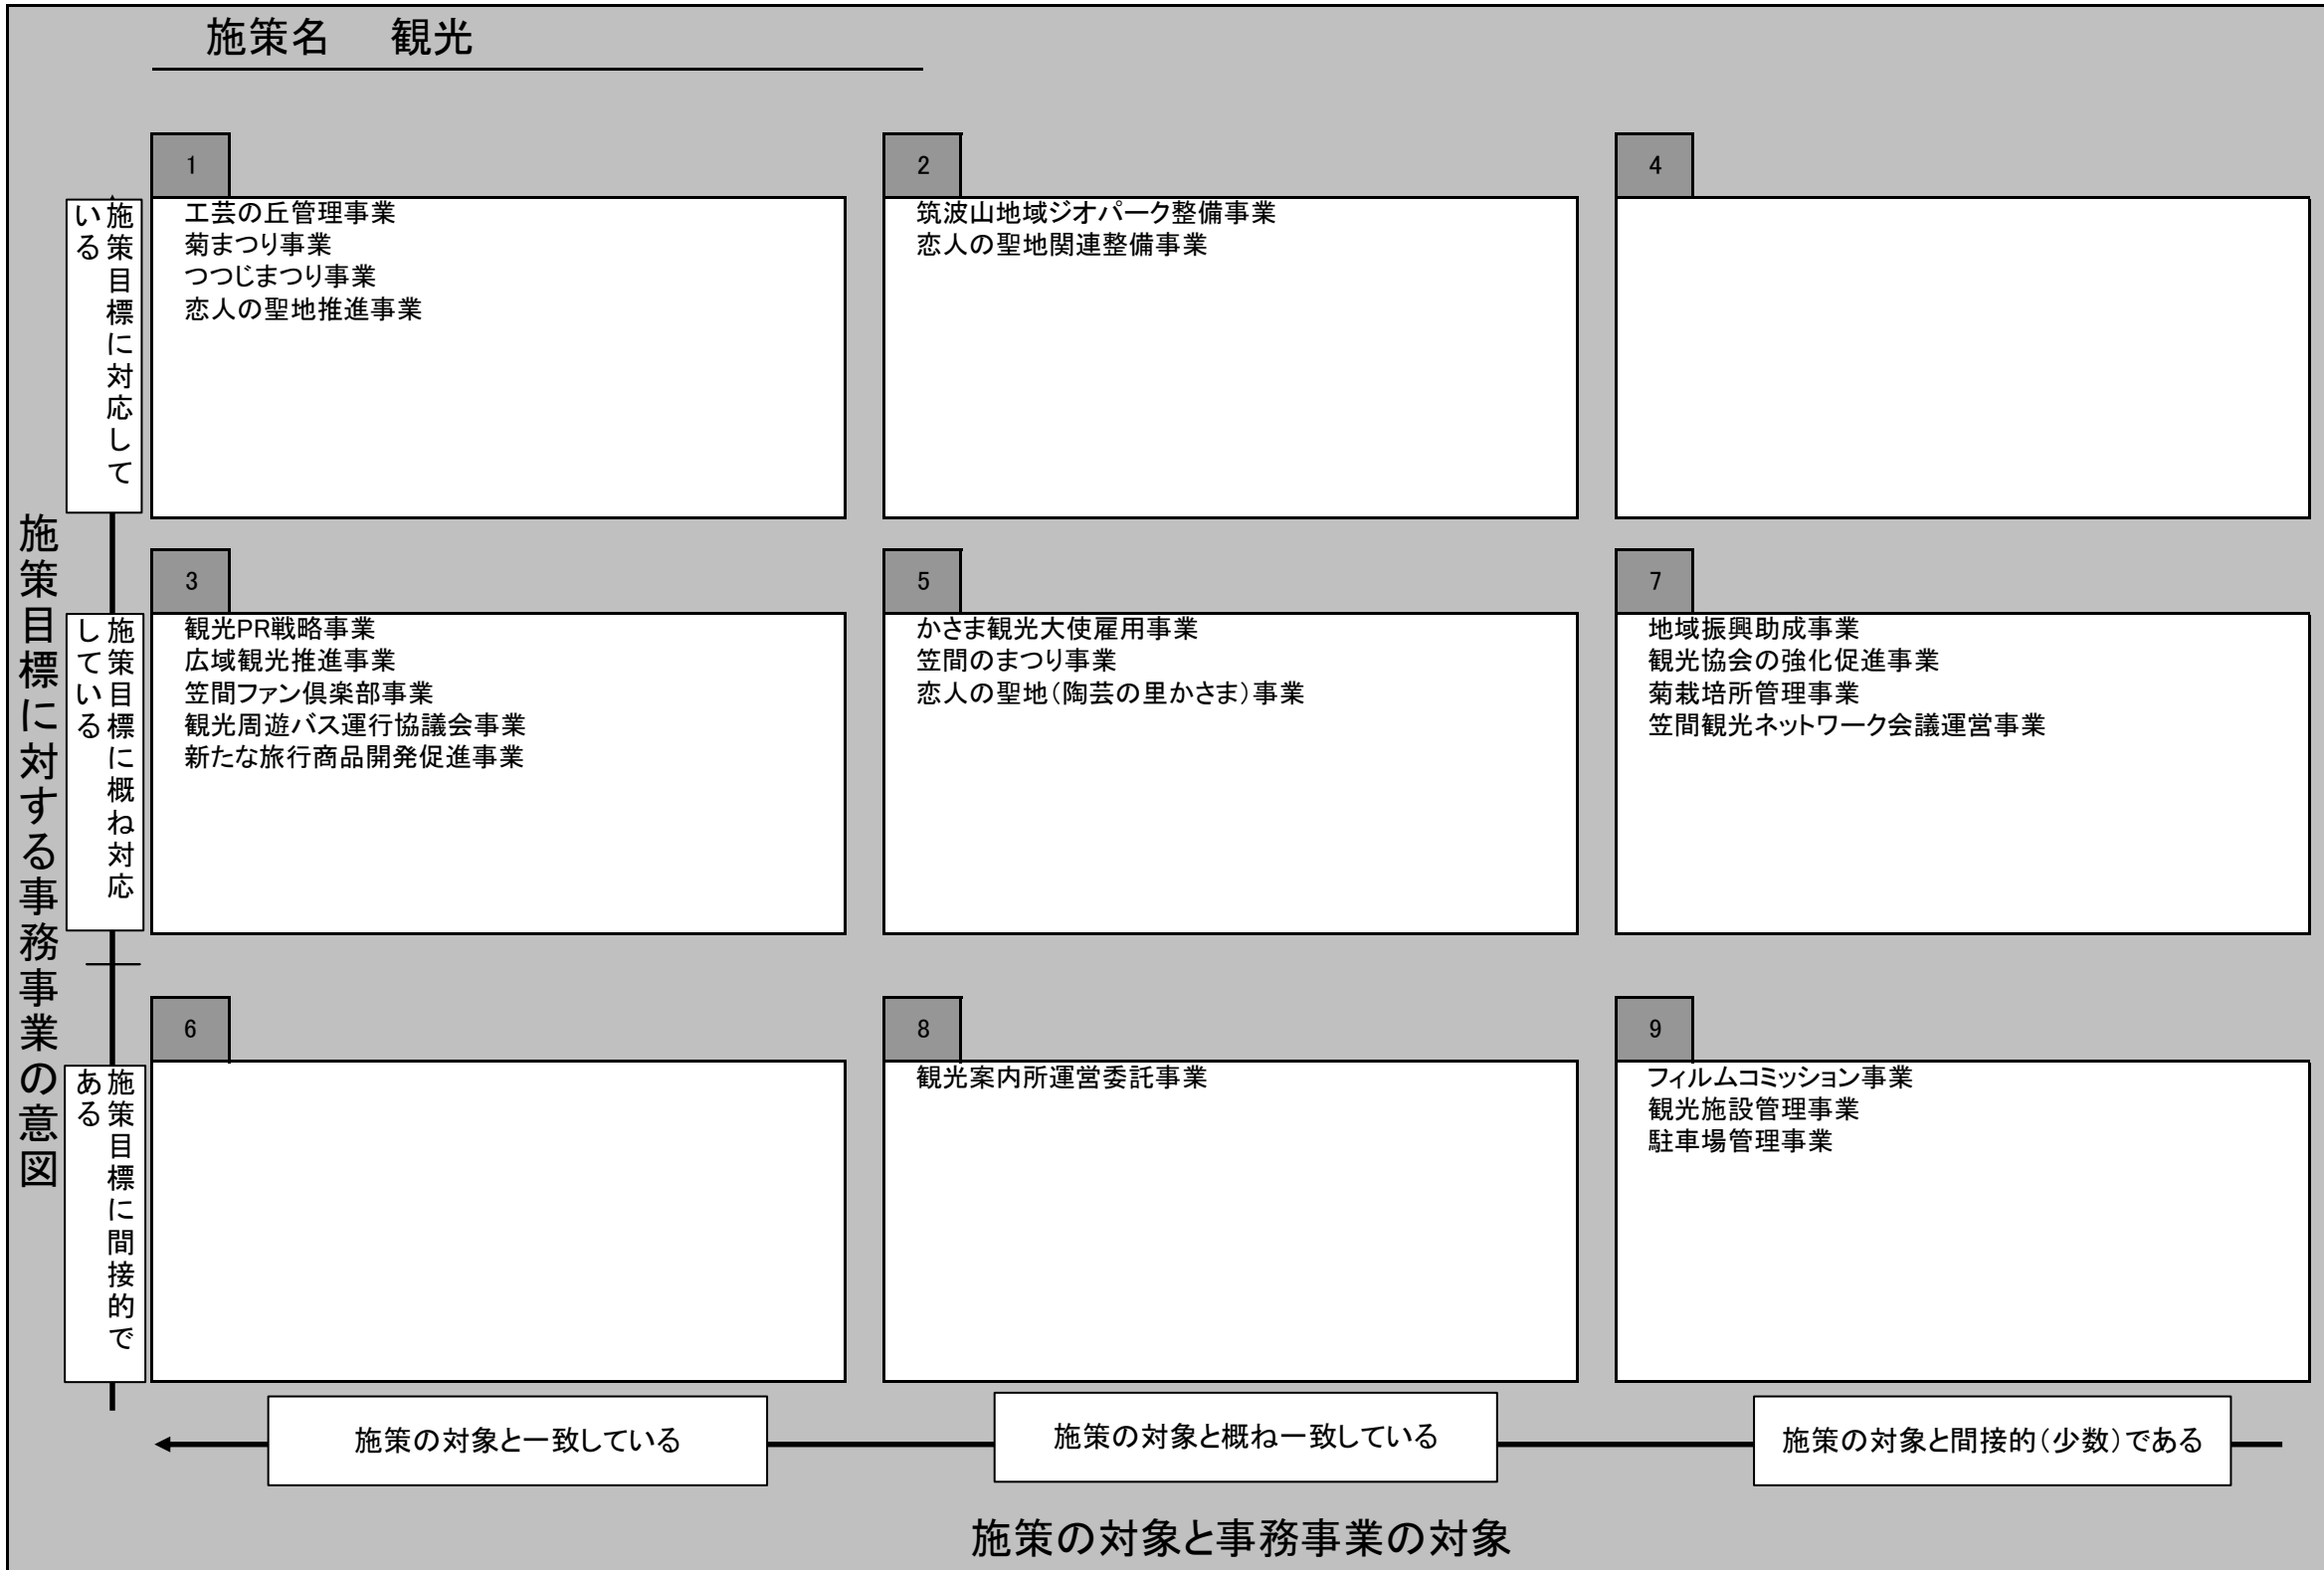 施策名　観光
1
工芸の丘管理事業
菊まつり事業
つつじまつり事業
恋人の聖地推進事業
2
筑波山地域ジオパーク整備事業
恋人の聖地関連整備事業
4
施策目標に対応して
いる
施策目標に対する事務事業の意図
3
観光PR戦略事業
広域観光推進事業
笠間ファン倶楽部事業
観光周遊バス運行協議会事業
新たな旅行商品開発促進事業
5
かさま観光大使雇用事業
笠間のまつり事業
恋人の聖地（陶芸の里かさま）事業
7
地域振興助成事業
観光協会の強化促進事業
菊栽培所管理事業
笠間観光ネットワーク会議運営事業
施策目標に概ね対応
している
6
8
観光案内所運営委託事業
9
フィルムコミッション事業
観光施設管理事業
駐車場管理事業
施策目標に間接的で
ある
施策の対象と一致している
施策の対象と概ね一致している
施策の対象と間接的（少数）である
施策の対象と事務事業の対象